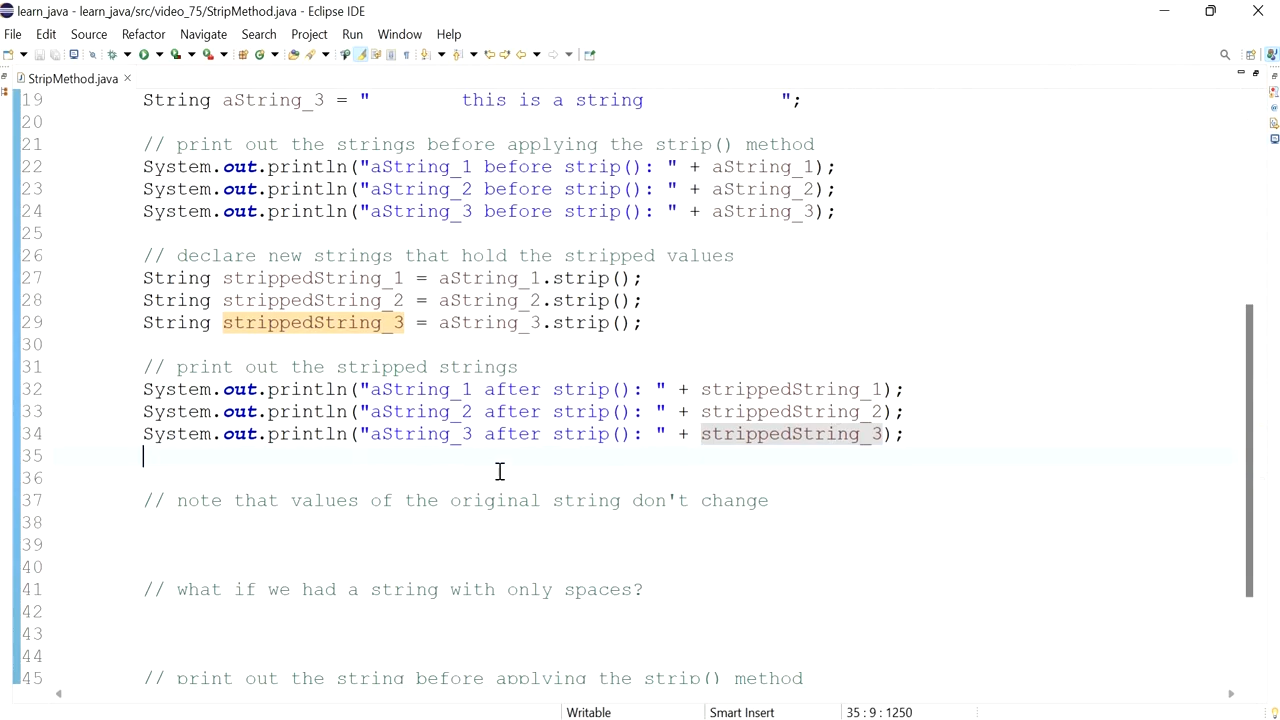 learn_java - learn_java/src/video_75/StripMethod.java - Eclipse IDE
File Edit Source Refactor Navigate Search Project Run Window Help
StripMethod.java
19 String aString_3 = "        this is a string            ";
20
21 // print out the strings before applying the strip() method
22 System.out.println("aString_1 before strip(): " + aString_1);
23 System.out.println("aString_2 before strip(): " + aString_2);
24 System.out.println("aString_3 before strip(): " + aString_3);
25
26 // declare new strings that hold the stripped values
27 String strippedString_1 = aString_1.strip();
28 String strippedString_2 = aString_2.strip();
29 String strippedString_3 = aString_3.strip();
30
31 // print out the stripped strings
32 System.out.println("aString_1 after strip(): " + strippedString_1);
33 System.out.println("aString_2 after strip(): " + strippedString_2);
34 System.out.println("aString_3 after strip(): " + strippedString_3);
35
36
37 // note that values of the original string don't change
38
39
40
41 // what if we had a string with only spaces?
42
43
44
45 // print out the string before applying the strip() method
Writable Smart Insert 35 : 9 : 1250